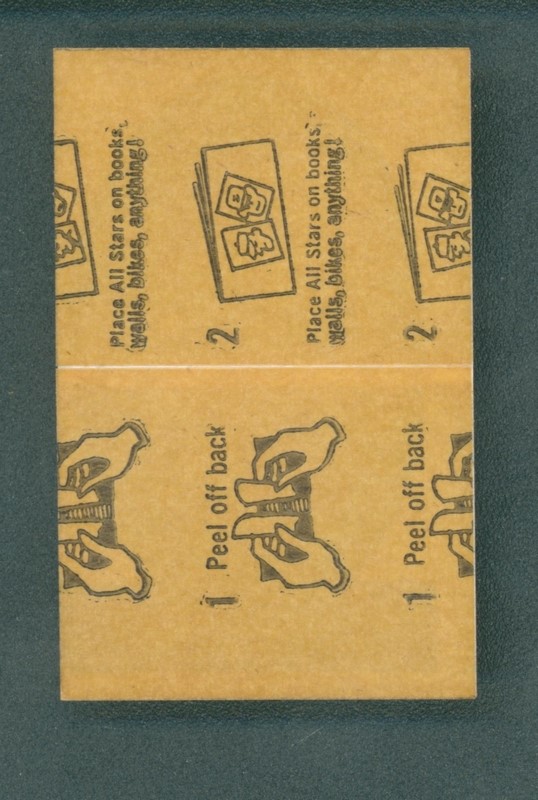 Place All Stars on books,
walls, bikes, anything!
2
Place All Stars on books,
walls, bikes, anything!
2
1 Peel off back
1 Peel off back